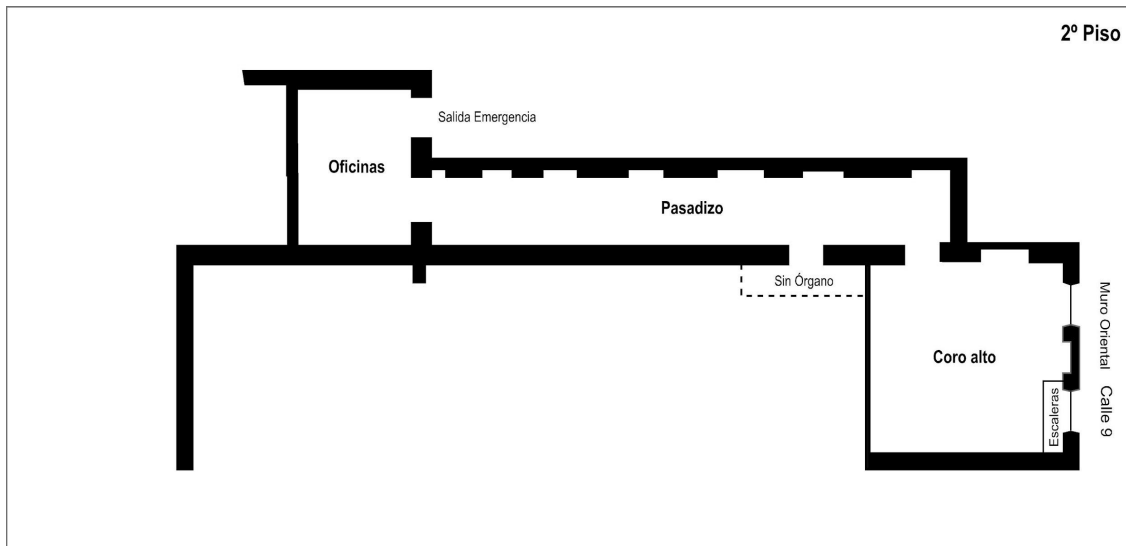 2º Piso
Salida Emergencia
Oficinas
Pasadizo
Sin Órgano
Coro alto
Escaleras
Muro Oriental Calle 9